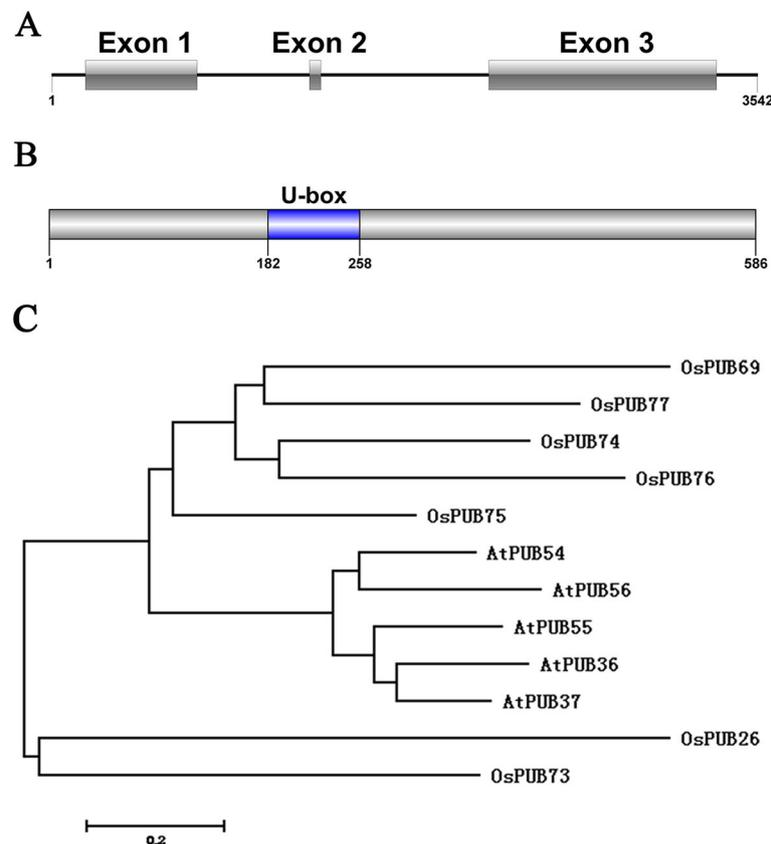 A
Exon 1 Exon 2 Exon 3
1 3542
B
U-box
1 182 258 586
C
OsPUB69
OsPUB77
OsPUB74
OsPUB76
OsPUB75
AtPUB54
AtPUB56
AtPUB55
AtPUB36
AtPUB37
OsPUB26
OsPUB73
0.2